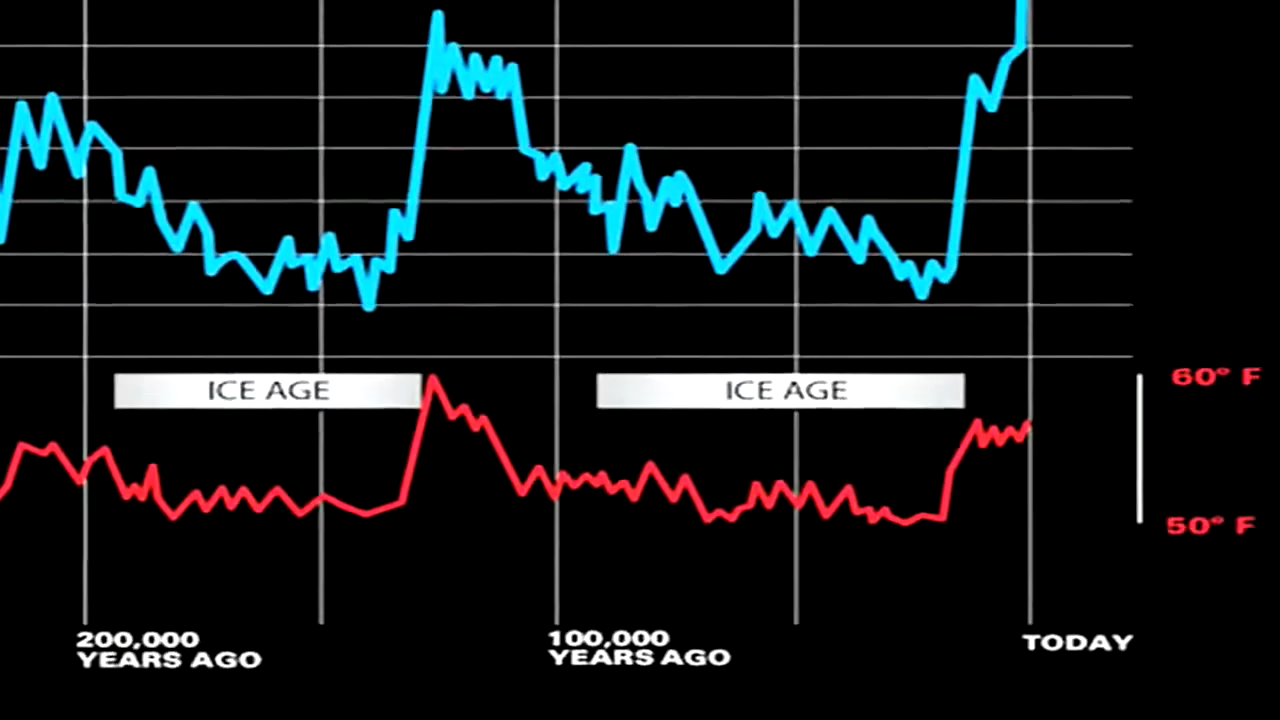 ICE AGE
ICE AGE
60° F
50° F
200,000
YEARS AGO
100,000
YEARS AGO
TODAY